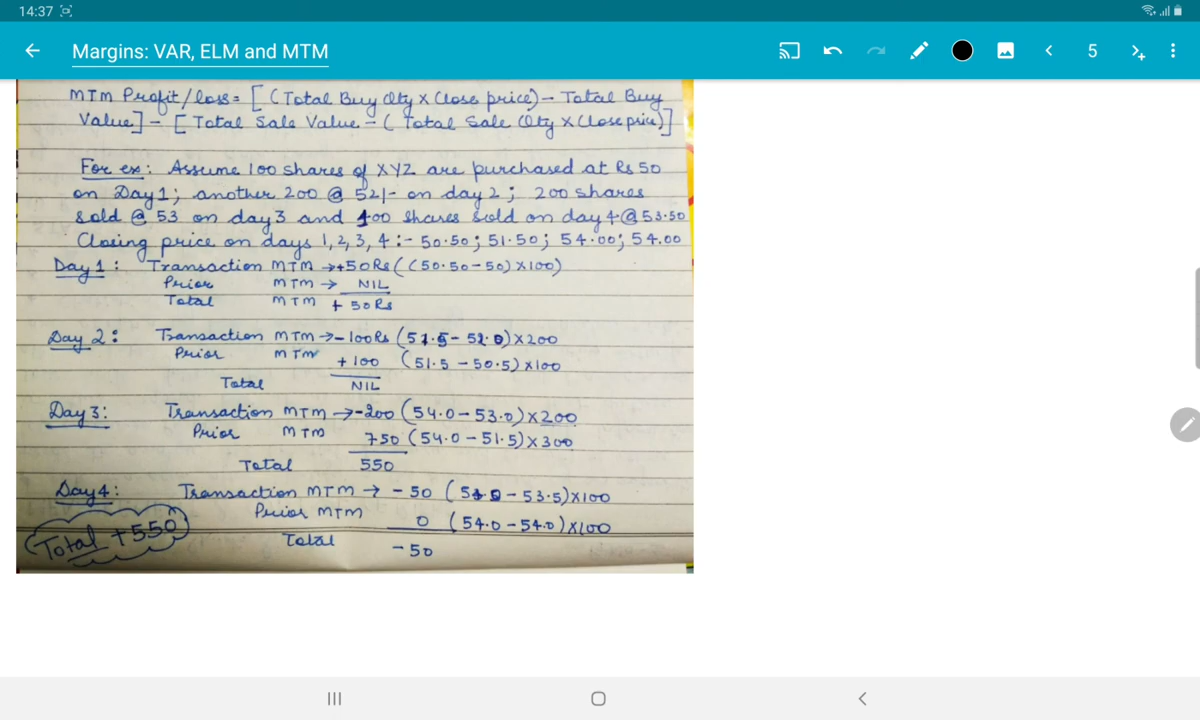 14:37
Margins: VAR, ELM and MTM
5
MTM Profit/loss = [(Total Buy Qty X Close price) - Total Buy
Value] - [Total Sale Value - (Total Sale Qty X Close price)]
For ex: Assume 100 shares of XYZ are purchased at Rs 50
on Day 1; another 200 @ 52/- on day 2; 200 shares
sold @ 53 on day 3 and 100 shares sold on day 4 @ 53.50
Closing price on days 1, 2, 3, 4 :- 50.50; 51.50; 54.00; 54.00
Day 1: Transaction MTM → +50Rs ((50.50 - 50) X 100)
Prior MTM → NIL
Total MTM + 50 Rs
Day 2: Transaction MTM → -100Rs (51.5 - 52.0) X 200
Prior MTM +100 (51.5 - 50.5) X 100
Total NIL
Day 3: Transaction MTM → -200 (54.0 - 53.0) X 200
Prior MTM 750 (54.0 - 51.5) X 300
Total 550
Day 4: Transaction MTM → -50 (54.0 - 53.5) X 100
Prior MTM 0 (54.0 - 54.0) X 100
Total -50
Total +550